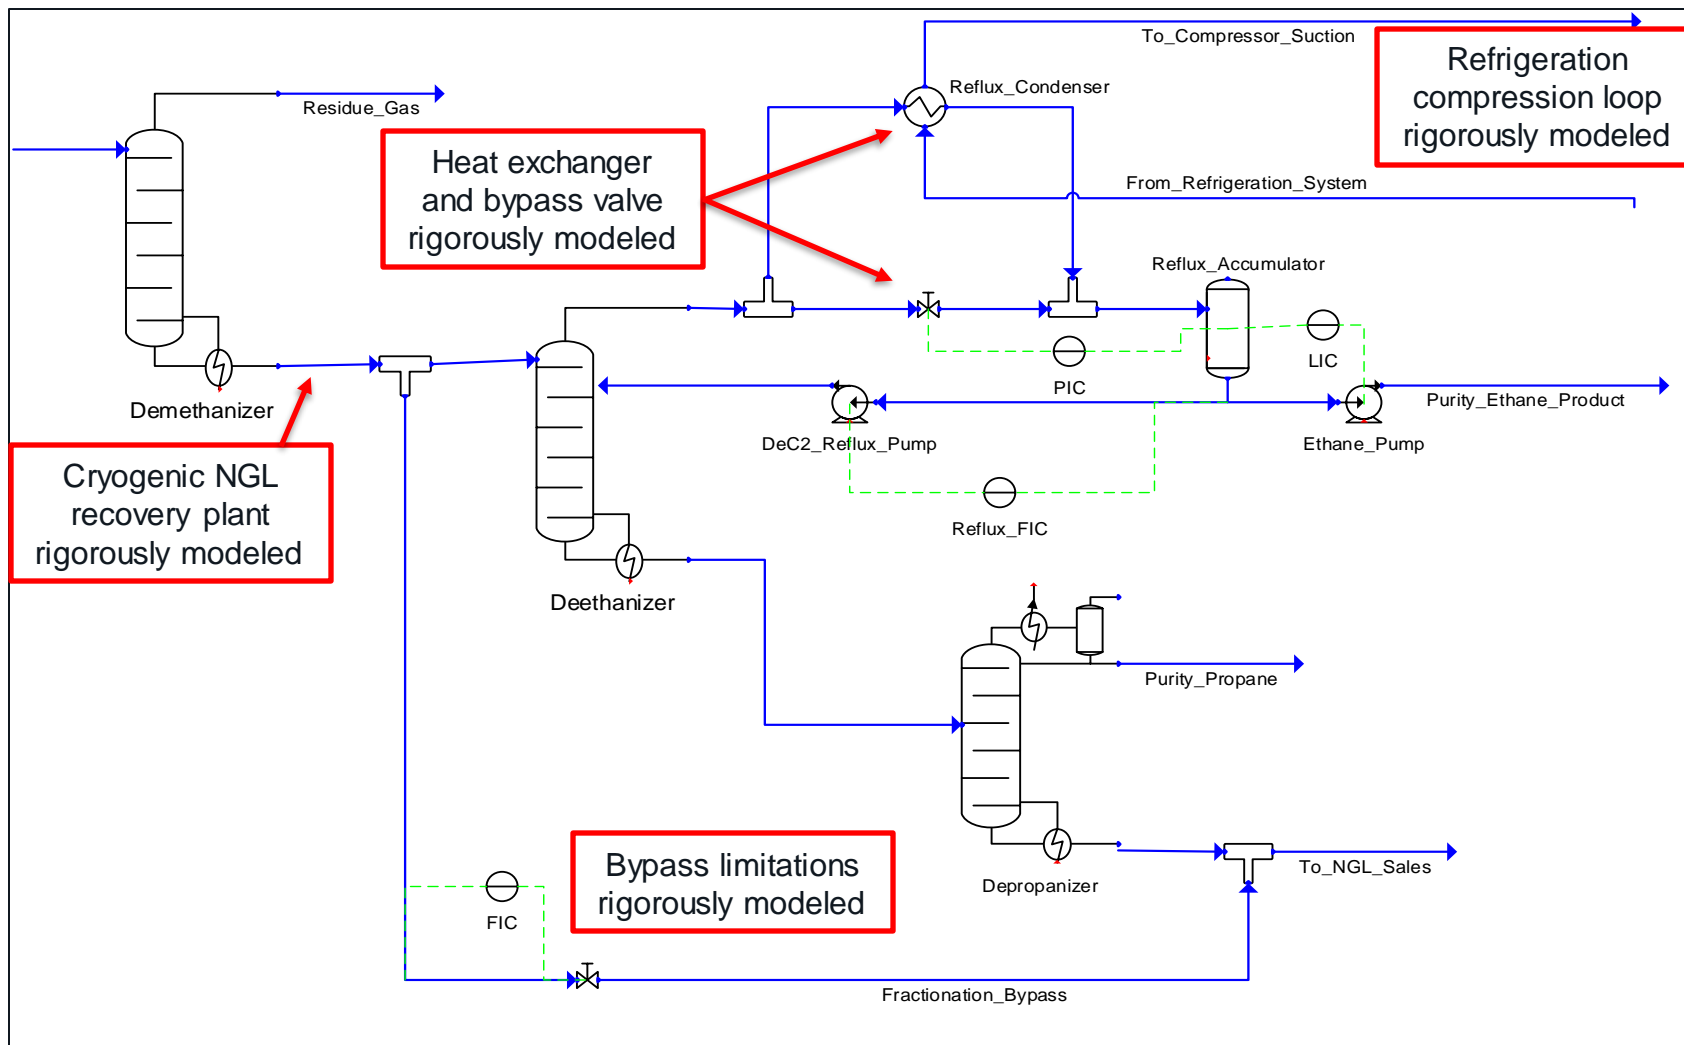 To_Compressor_Suction
Refrigeration
compression loop
rigorously modeled
Reflux_Condenser
Residue_Gas
Heat exchanger
and bypass valve
rigorously modeled
From_Refrigeration_System
Reflux_Accumulator
LIC
PIC
Demethanizer
Purity_Ethane_Product
DeC2_Reflux_Pump
Ethane_Pump
Cryogenic NGL
recovery plant
rigorously modeled
Reflux_FIC
Deethanizer
Purity_Propane
Bypass limitations
rigorously modeled
To_NGL_Sales
Depropanizer
FIC
Fractionation_Bypass